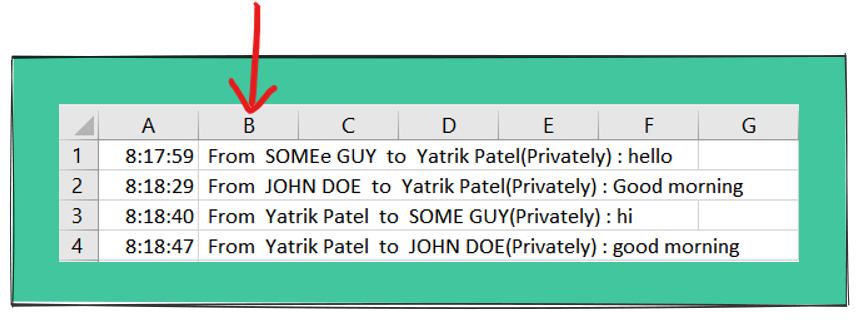 A B C D E F G
1 8:17:59 From  SOMEe GUY  to  Yatrik Patel(Privately) : hello
2 8:18:29 From  JOHN DOE  to  Yatrik Patel(Privately) : Good morning
3 8:18:40 From  Yatrik Patel  to  SOME GUY(Privately) : hi
4 8:18:47 From  Yatrik Patel  to  JOHN DOE(Privately) : good morning